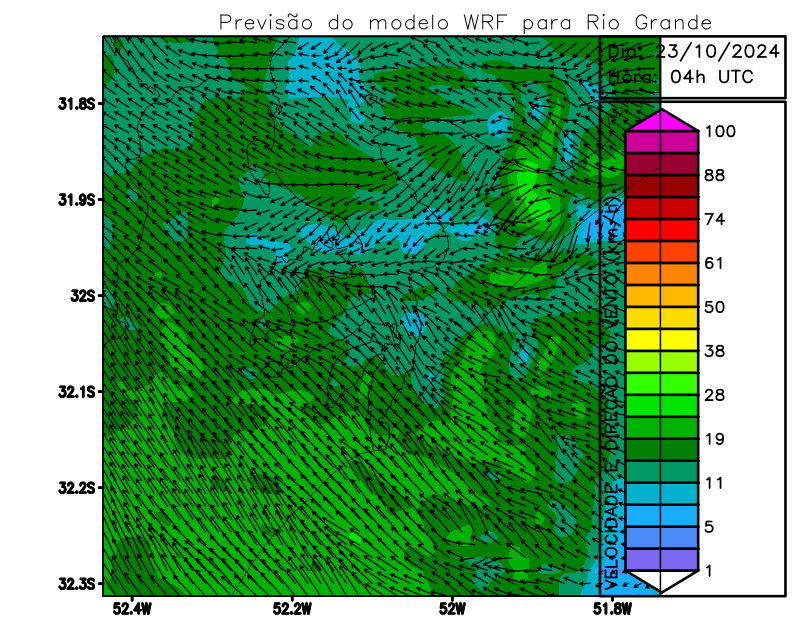 Previsão do modelo WRF para Rio Grande
Dia: 23/10/2024
Hora: 04h UTC
31.8S
31.9S
32S
32.1S
32.2S
32.3S
52.4W
52.2W
52W
51.8W
VELOCIDADE E DIREÇÃO DO VENTO (km/h)
100
88
74
61
50
38
28
19
11
5
1